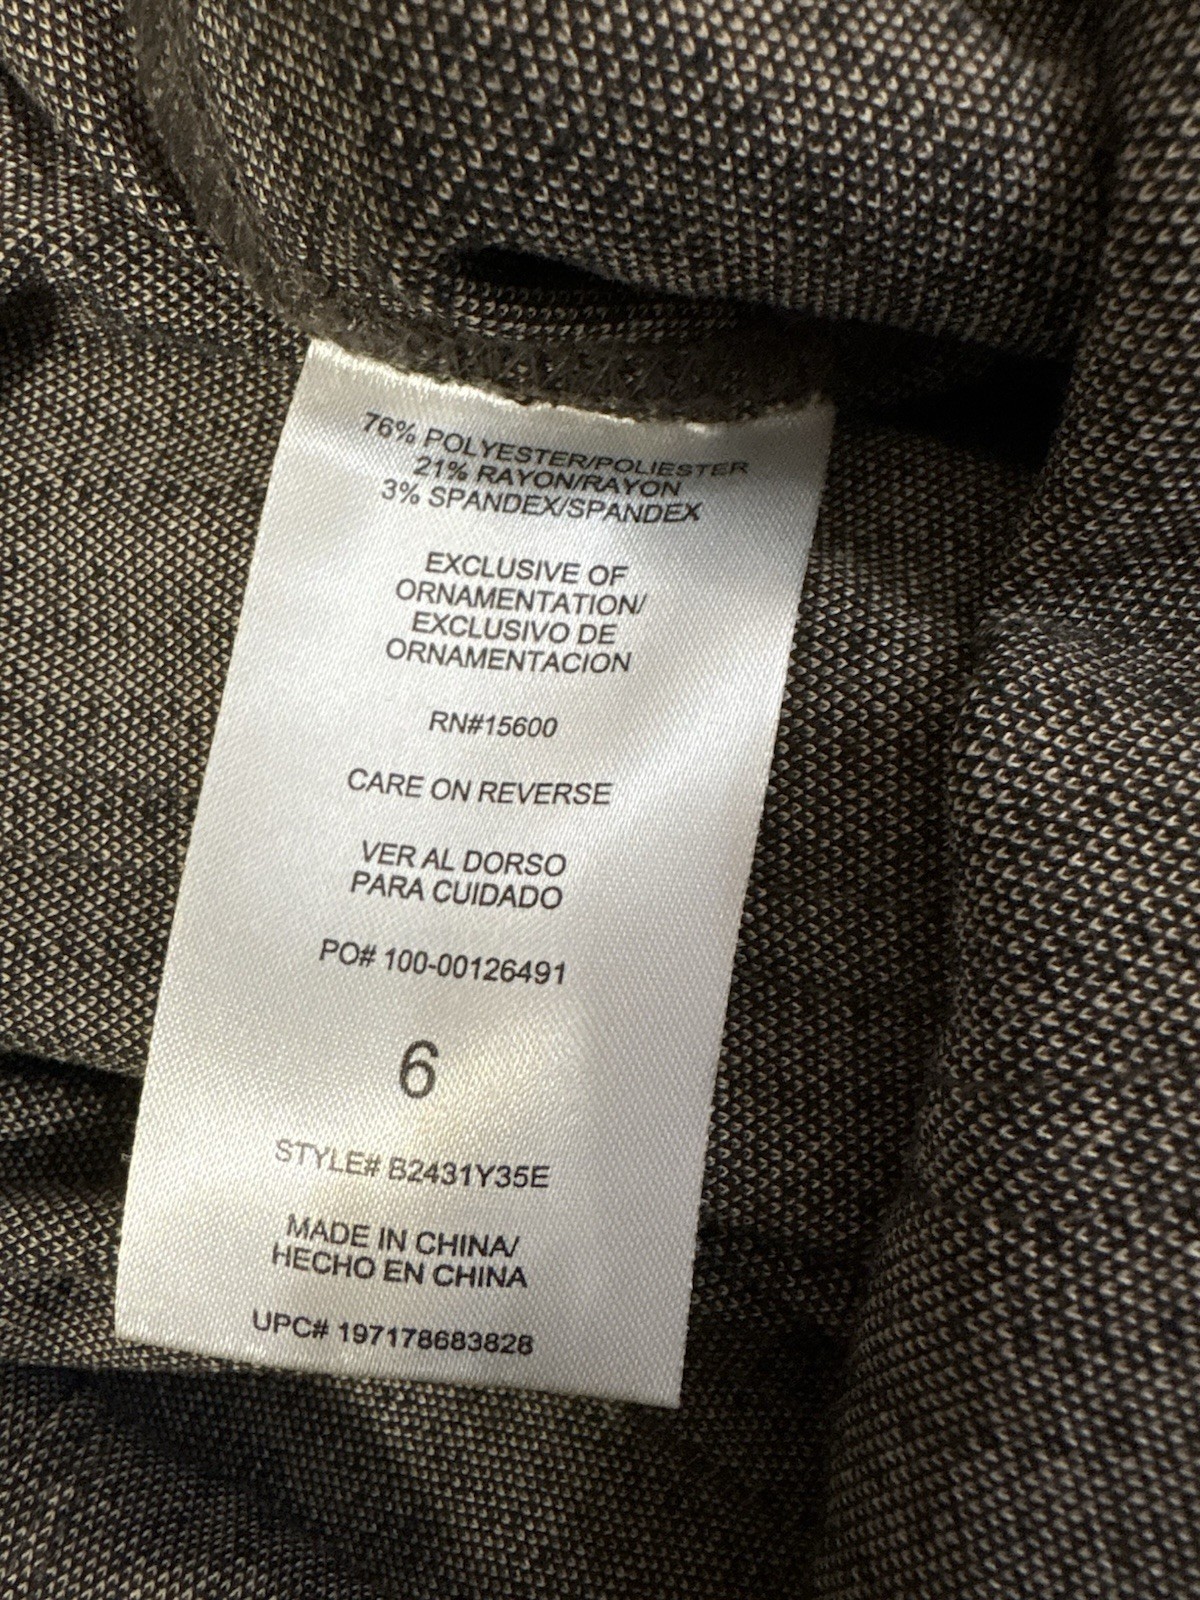 76% POLYESTER/POLIESTER
21% RAYON/RAYON
3% SPANDEX/SPANDEX
EXCLUSIVE OF
ORNAMENTATION/
EXCLUSIVO DE
ORNAMENTACION
RN#15600
CARE ON REVERSE
VER AL DORSO
PARA CUIDADO
PO# 100-00126491
6
STYLE# B2431Y35E
MADE IN CHINA/
HECHO EN CHINA
UPC# 197178683828